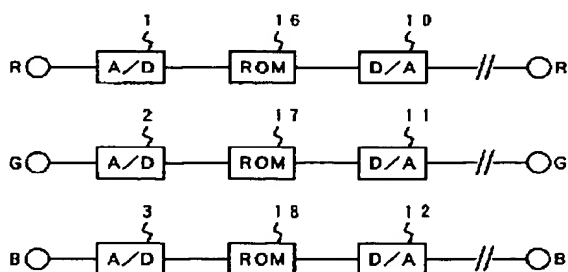 1 16 10
R A/D ROM D/A R
2 17 11
G A/D ROM D/A G
3 18 12
B A/D ROM D/A B